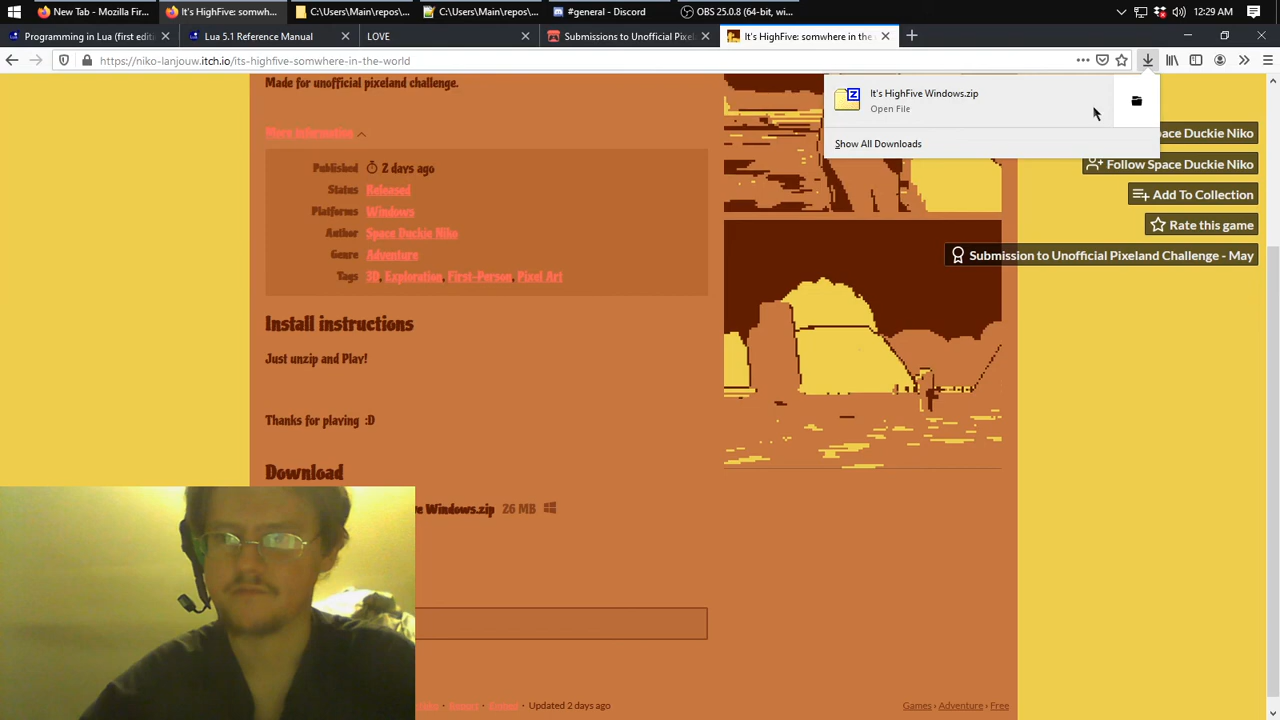 New Tab - Mozilla Fire
It's HighFive: somwhere
C:\Users\Main\repos\
C:\Users\Main\repos\
#general - Discord
OBS 25.0.8 (64-bit, w
12:29 AM
Programming in Lua (first editi
Lua 5.1 Reference Manual
LOVE
Submissions to Unofficial Pixel
It's HighFive: somwhere in the
https://niko-lanjouw.itch.io/its-highfive-somwhere-in-the-world
Made for unofficial pixeland challenge.
It's HighFive Windows.zip
Open File
Show All Downloads
More information
Published 2 days ago
Status Released
Platforms Windows
Author Space Duckie Niko
Genre Adventure
Tags 3D, Exploration, First-Person, Pixel Art
Space Duckie Niko
Follow Space Duckie Niko
Add To Collection
Rate this game
Submission to Unofficial Pixeland Challenge - May
Install instructions
Just unzip and Play!
Thanks for playing :D
Download
Windows.zip 26 MB
Updated 2 days ago
Games › Adventure › Free